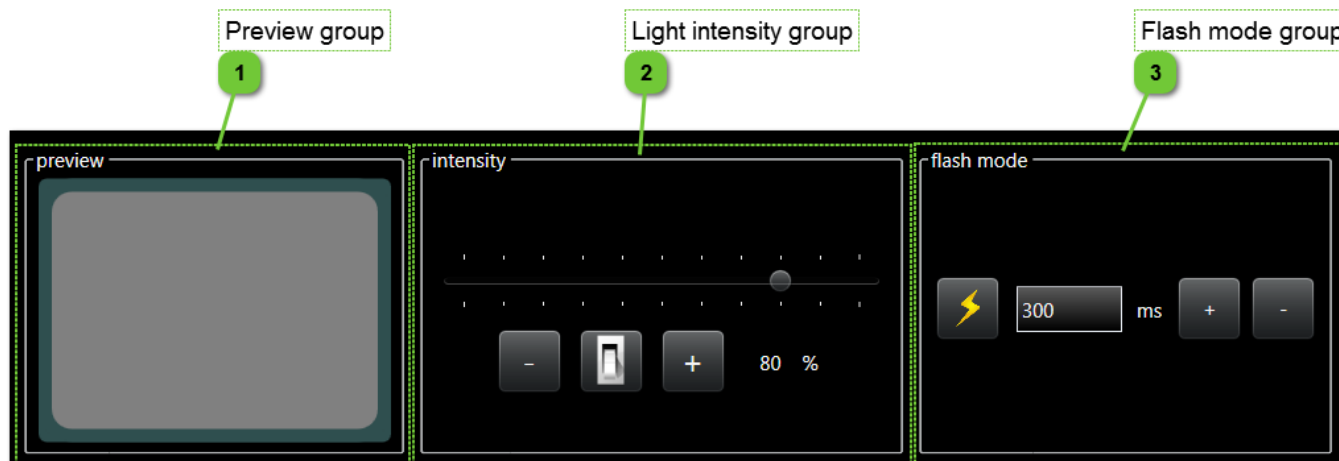 Preview group
Light intensity group
Flash mode group
1
2
3
preview
intensity
flash mode
300
ms
+
-
-
+
80 %